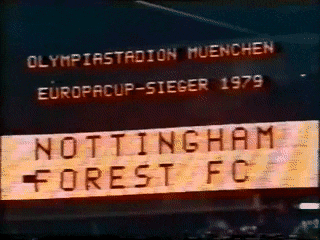 OLYMPIASTADION MUENCHEN
EUROPACUP-SIEGER 1979
NOTTINGHAM
FOREST FC